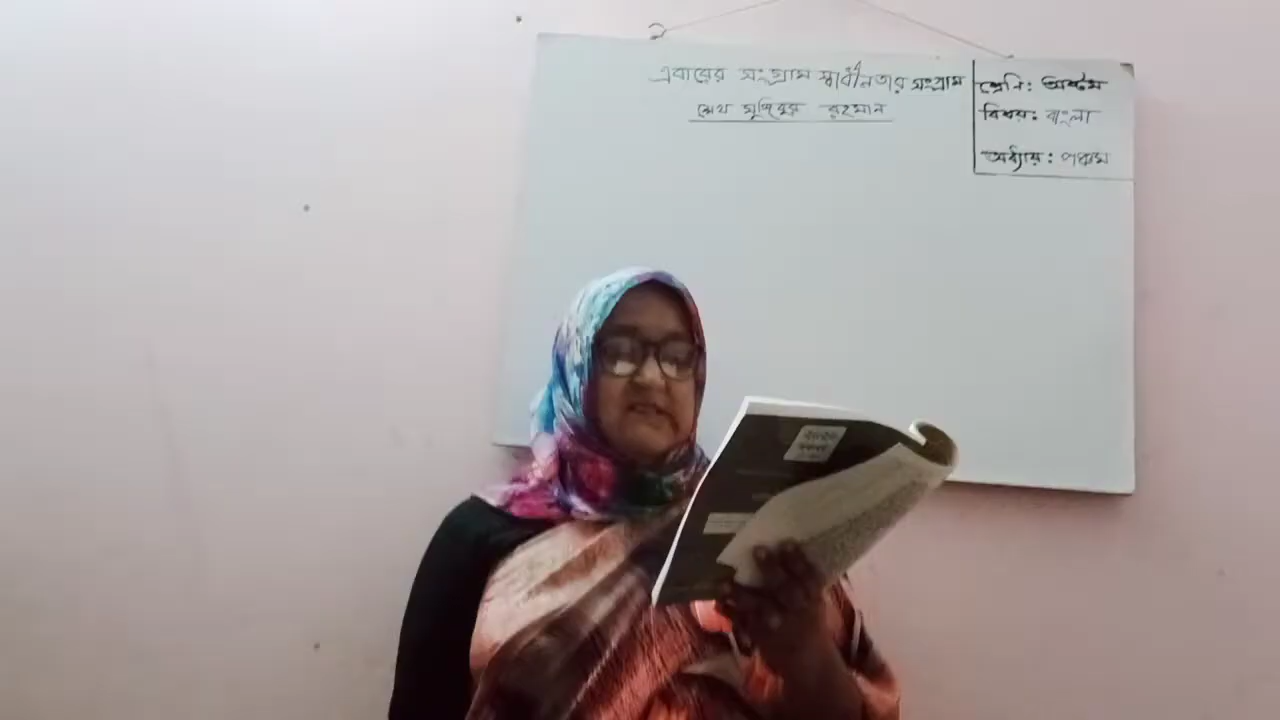 এবারের সংগ্রাম স্বাধীনতার সংগ্রাম
শেখ মুজিবুর রহমান
শ্রেণি : অষ্টম
বিষয় : বাংলা
অধ্যায় : পঞ্চম